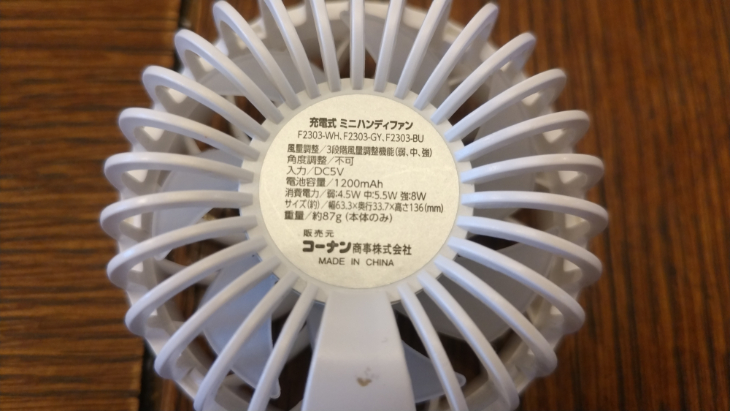 充電式 ミニハンディファン
F2303-WH、F2303-GY、F2303-BU
風量調整/3段階風量調整機能(弱、中、強)
角度調整/不可
入力/DC5V
電池容量/1200mAh
消費電力/弱:4.5W 中:5.5W 強:8W
サイズ(約)/幅63.3×奥行33.7×高さ136(mm)
重量/約87g(本体のみ)
販売元
コーナン商事株式会社
MADE IN CHINA